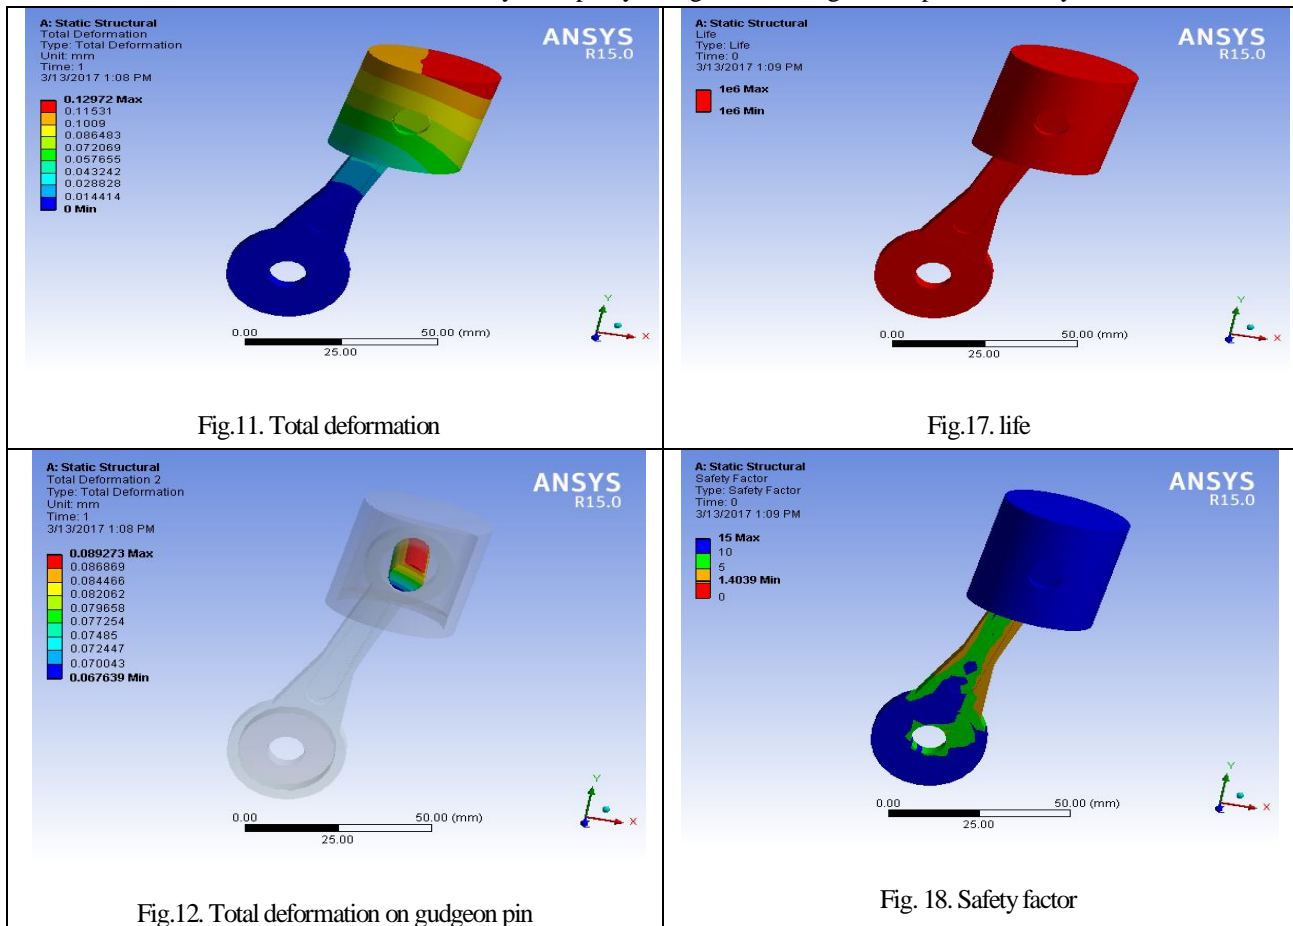 A: Static Structural
Total Deformation
Type: Total Deformation
Unit: mm
Time: 1
3/13/2017 1:08 PM
ANSYS
R15.0
0.12972 Max
0.11531
0.1009
0.086483
0.072069
0.057655
0.043242
0.028828
0.014414
0 Min
0.00
50.00 (mm)
25.00
Y
X
Fig.11. Total deformation
A: Static Structural
Life
Type: Life
Time: 0
3/13/2017 1:09 PM
ANSYS
R15.0
1e6 Max
1e6 Min
0.00
50.00 (mm)
25.00
Y
X
Fig.17. life
A: Static Structural
Total Deformation 2
Type: Total Deformation
Unit: mm
Time: 1
3/13/2017 1:08 PM
ANSYS
R15.0
0.089273 Max
0.086869
0.084466
0.082062
0.079658
0.077254
0.07485
0.072447
0.070043
0.067639 Min
0.00
50.00 (mm)
25.00
Y
X
Fig.12. Total deformation on gudgeon pin
A: Static Structural
Safety Factor
Type: Safety Factor
Time: 0
3/13/2017 1:09 PM
ANSYS
R15.0
15 Max
10
5
1.4039 Min
0
0.00
50.00 (mm)
25.00
Y
X
Fig. 18. Safety factor